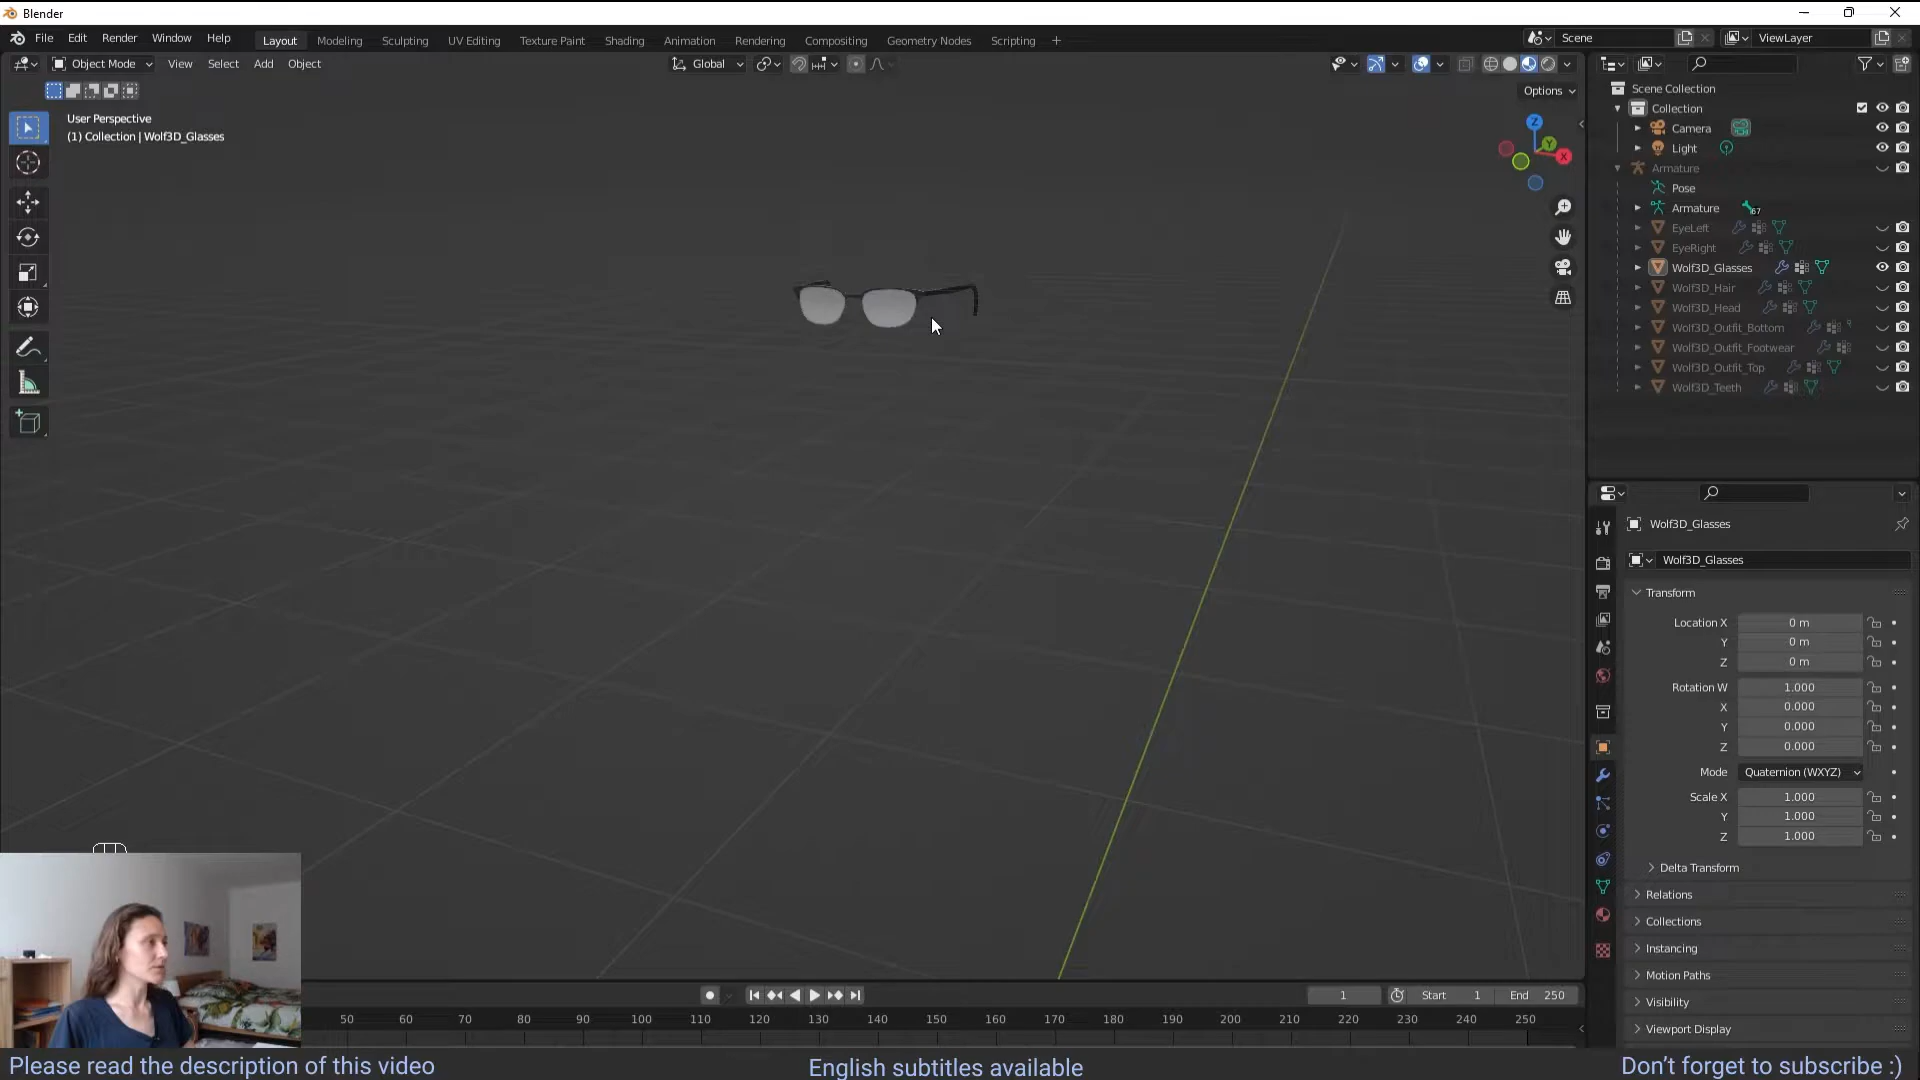 Blender
File Edit Render Window Help
Layout Modeling Sculpting UV Editing Texture Paint Shading Animation Rendering Compositing Geometry Nodes Scripting +
Scene
ViewLayer
Object Mode View Select Add Object
Global
Options
User Perspective
(1) Collection | Wolf3D_Glasses
Z
Y
X
Scene Collection
Collection
Camera
Light
Armature
Pose
Armature 67
EyeLeft
EyeRight
Wolf3D_Glasses
Wolf3D_Hair
Wolf3D_Head
Wolf3D_Outfit_Bottom
Wolf3D_Outfit_Footwear
Wolf3D_Outfit_Top
Wolf3D_Teeth
Wolf3D_Glasses
Wolf3D_Glasses
Transform
Location X 0 m
Y 0 m
Z 0 m
Rotation W 1.000
X 0.000
Y 0.000
Z 0.000
Mode Quaternion (WXYZ)
Scale X 1.000
Y 1.000
Z 1.000
Delta Transform
Relations
Collections
Instancing
Motion Paths
Visibility
Viewport Display
1 Start 1 End 250
50 60 70 80 90 100 110 120 130 140 150 160 170 180 190 200 210 220 230 240 250
Please read the description of this video
English subtitles available
Don't forget to subscribe :)